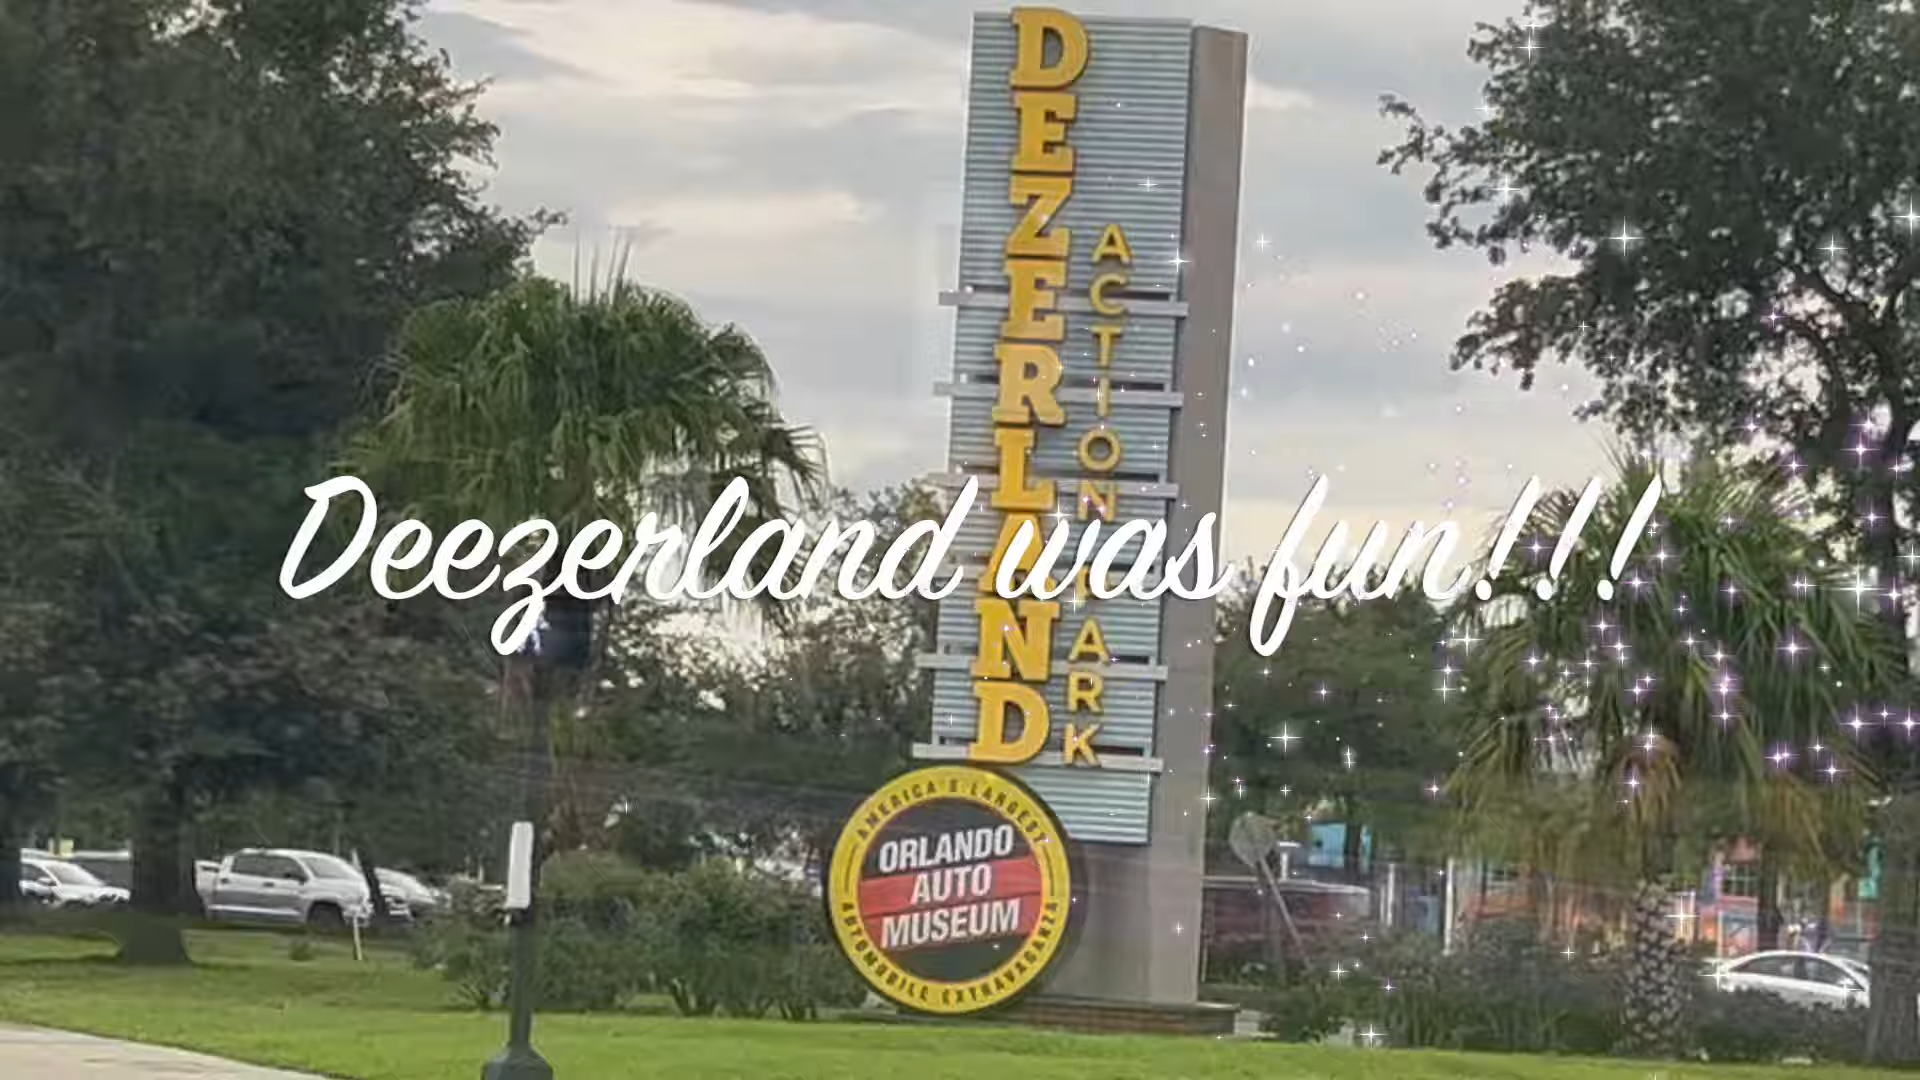 DEZERLAND
ACTION PARK
Deezerland was fun!!!
AMERICA'S LARGEST
ORLANDO
AUTO
MUSEUM
AUTOMOBILE EXTRAVAGANZA